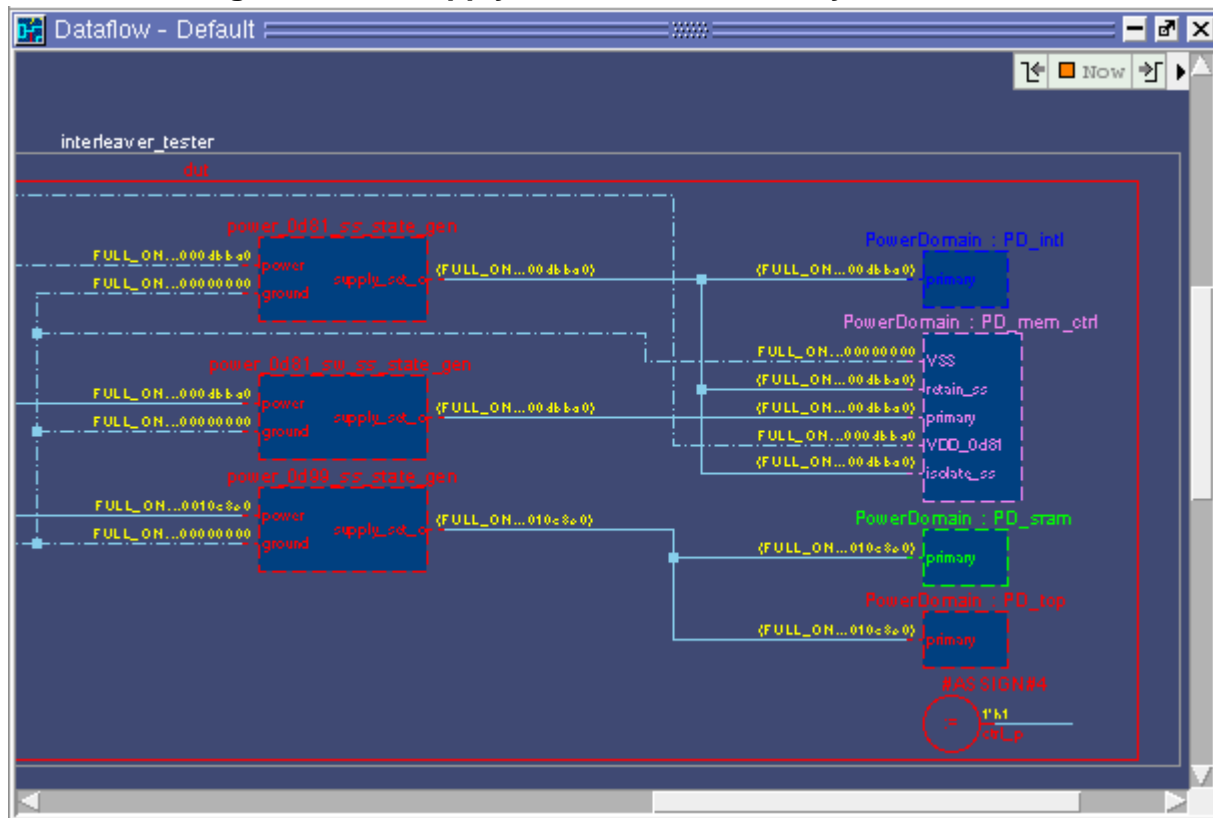 Dataflow - Default
Now
interleaver_tester
dut
power_0d81_ss_state_gen
FULL_ON...000dbba0
power
supply_set_o
{FULL_ON...00dbba0}
FULL_ON...00000000
ground
{FULL_ON...00dbba0}
PowerDomain : PD_intl
primary
power_0d81_sw_ss_state_gen
FULL_ON...000dbba0
power
supply_set_o
{FULL_ON...00dbba0}
FULL_ON...00000000
ground
PowerDomain : PD_mem_ctrl
FULL_ON...00000000
VSS
{FULL_ON...00dbba0}
retain_ss
{FULL_ON...00dbba0}
primary
FULL_ON...000dbba0
VDD_0d81
{FULL_ON...00dbba0}
isolate_ss
power_0d99_ss_state_gen
FULL_ON...0010c8e0
power
supply_set_o
{FULL_ON...010c8e0}
FULL_ON...00000000
ground
PowerDomain : PD_sram
{FULL_ON...010c8e0}
primary
PowerDomain : PD_top
{FULL_ON...010c8e0}
primary
#ASSIGN#4
1'h1
ctrl_p